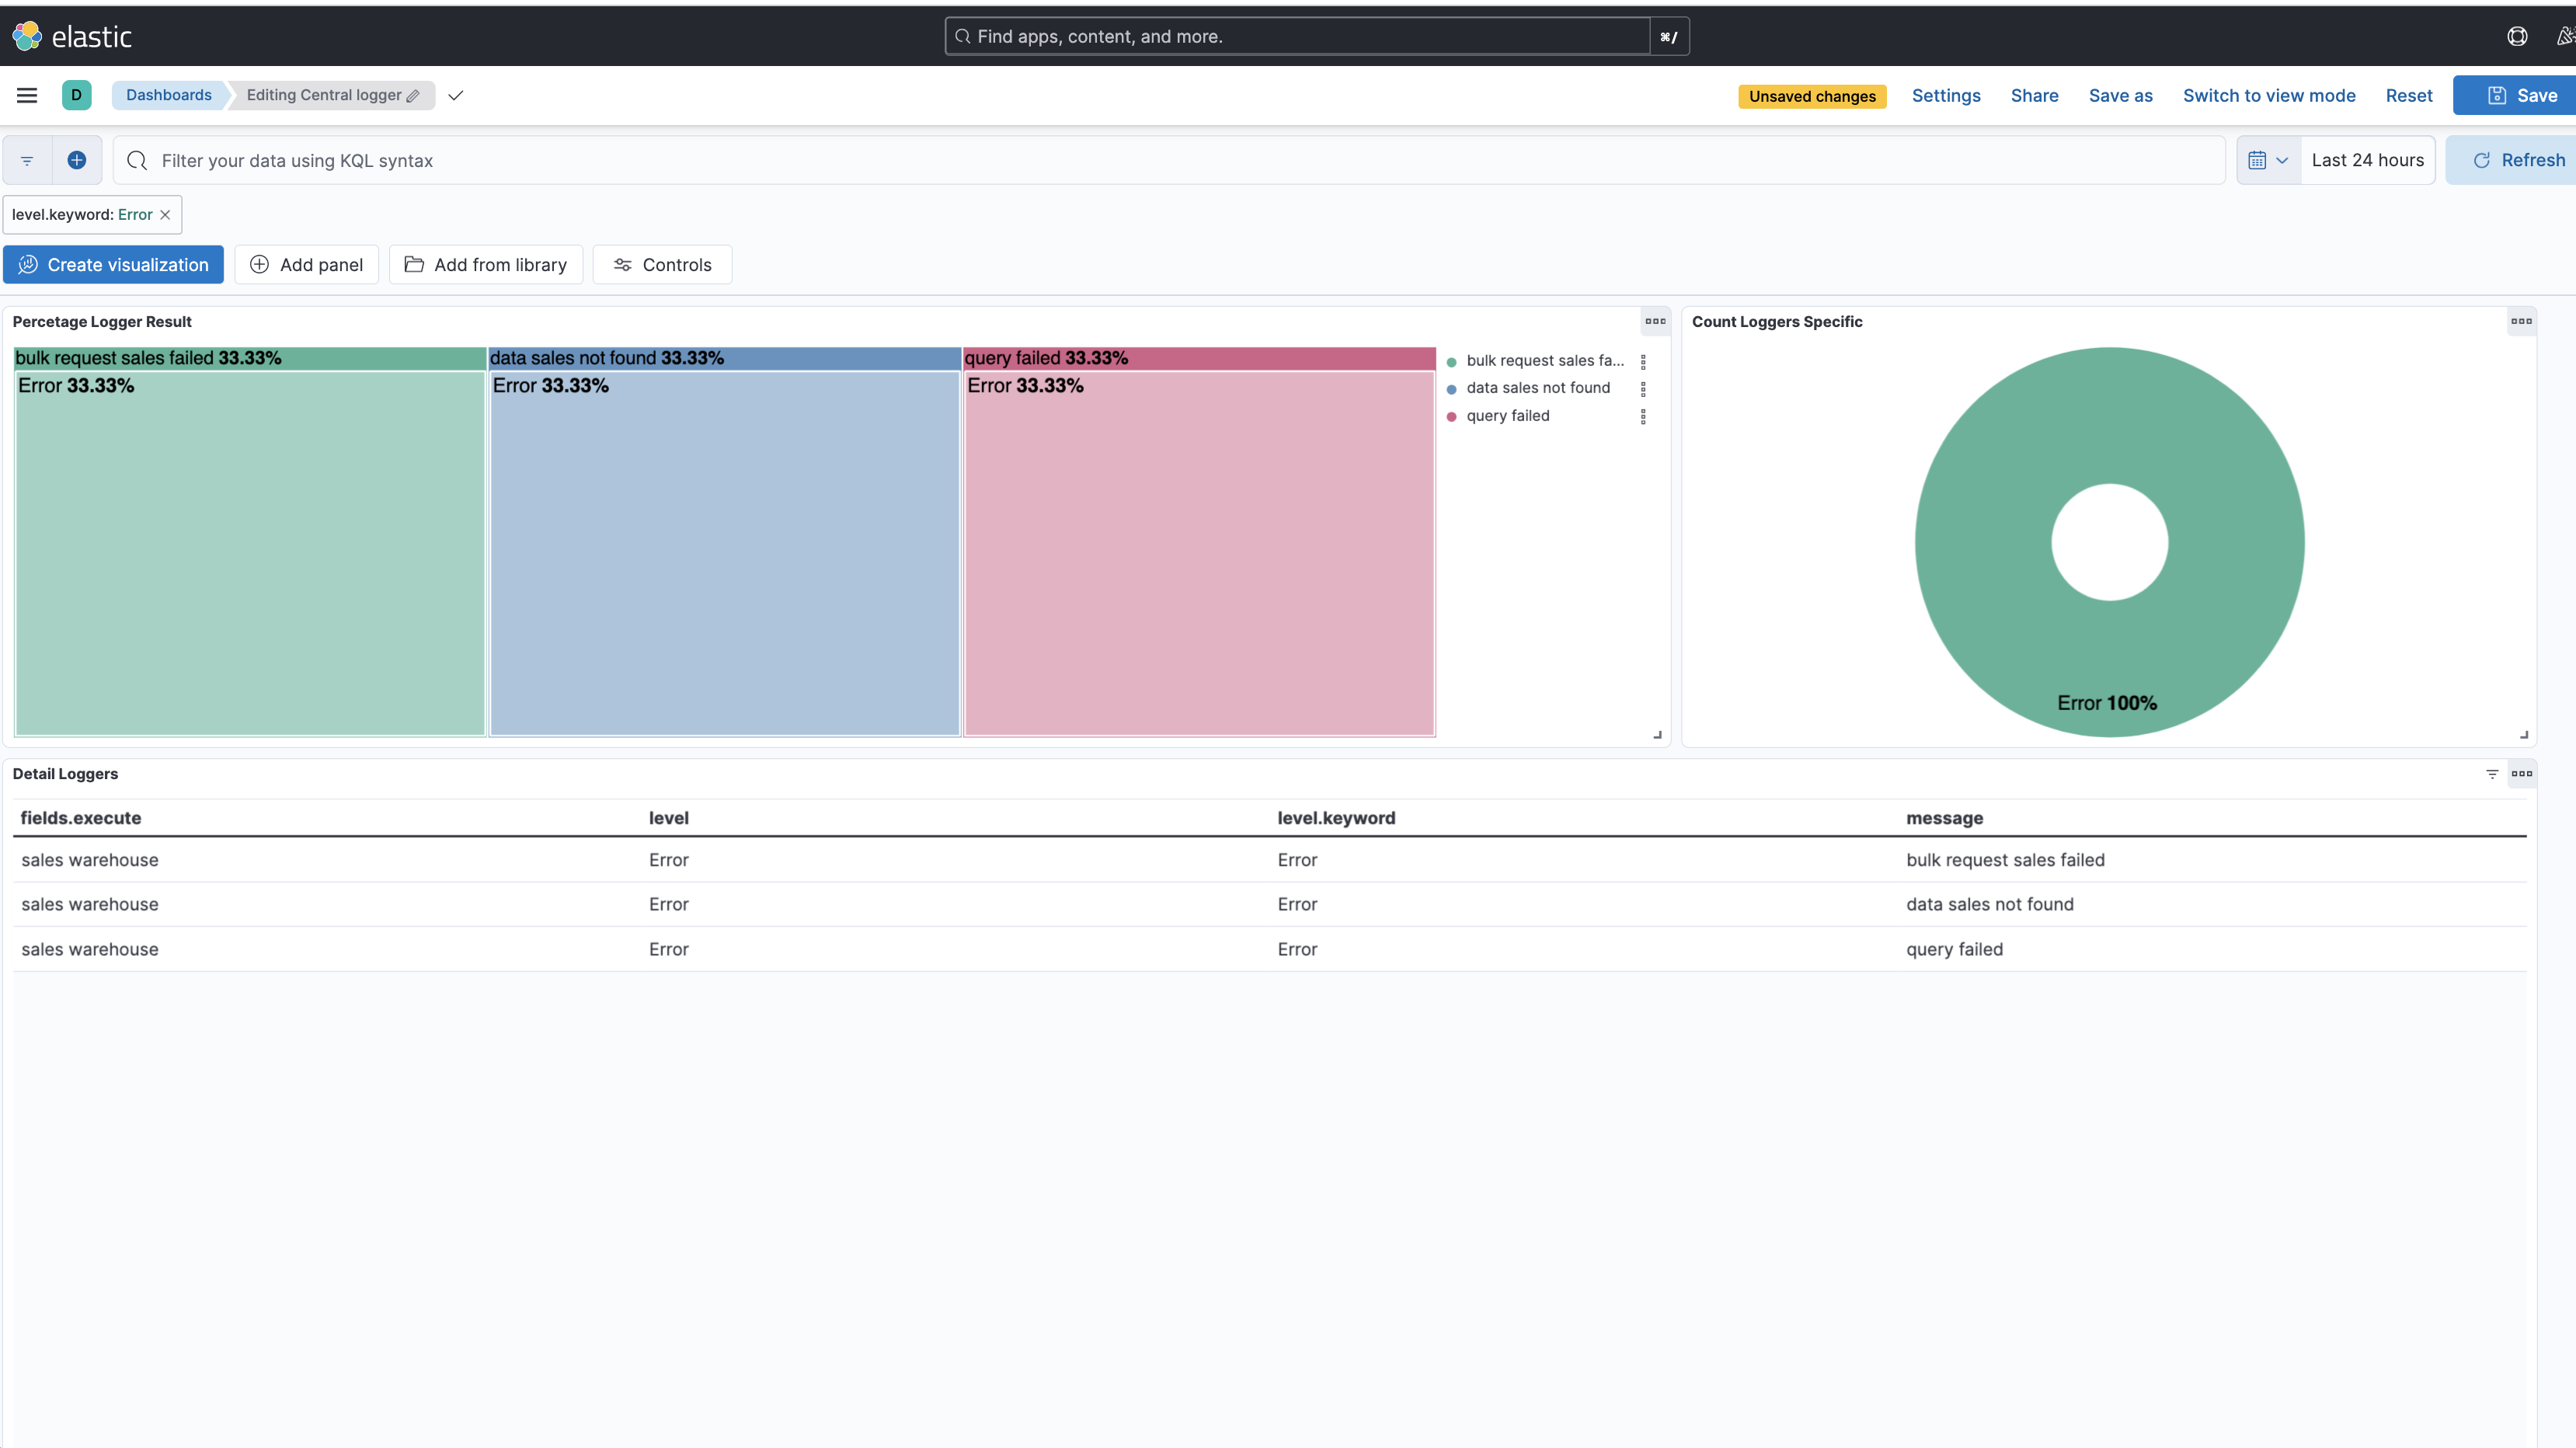 elastic
Find apps, content, and more.
⌘/
D
Dashboards
Editing Central logger
Unsaved changes
Settings
Share
Save as
Switch to view mode
Reset
Save
Filter your data using KQL syntax
Last 24 hours
Refresh
level.keyword: Error
Create visualization
Add panel
Add from library
Controls
Percetage Logger Result
bulk request sales failed 33.33%
data sales not found 33.33%
query failed 33.33%
Error 33.33%
Error 33.33%
Error 33.33%
bulk request sales fa...
data sales not found
query failed
Count Loggers Specific
Error 100%
Detail Loggers
fields.execute level level.keyword message
sales warehouse Error Error bulk request sales failed
sales warehouse Error Error data sales not found
sales warehouse Error Error query failed